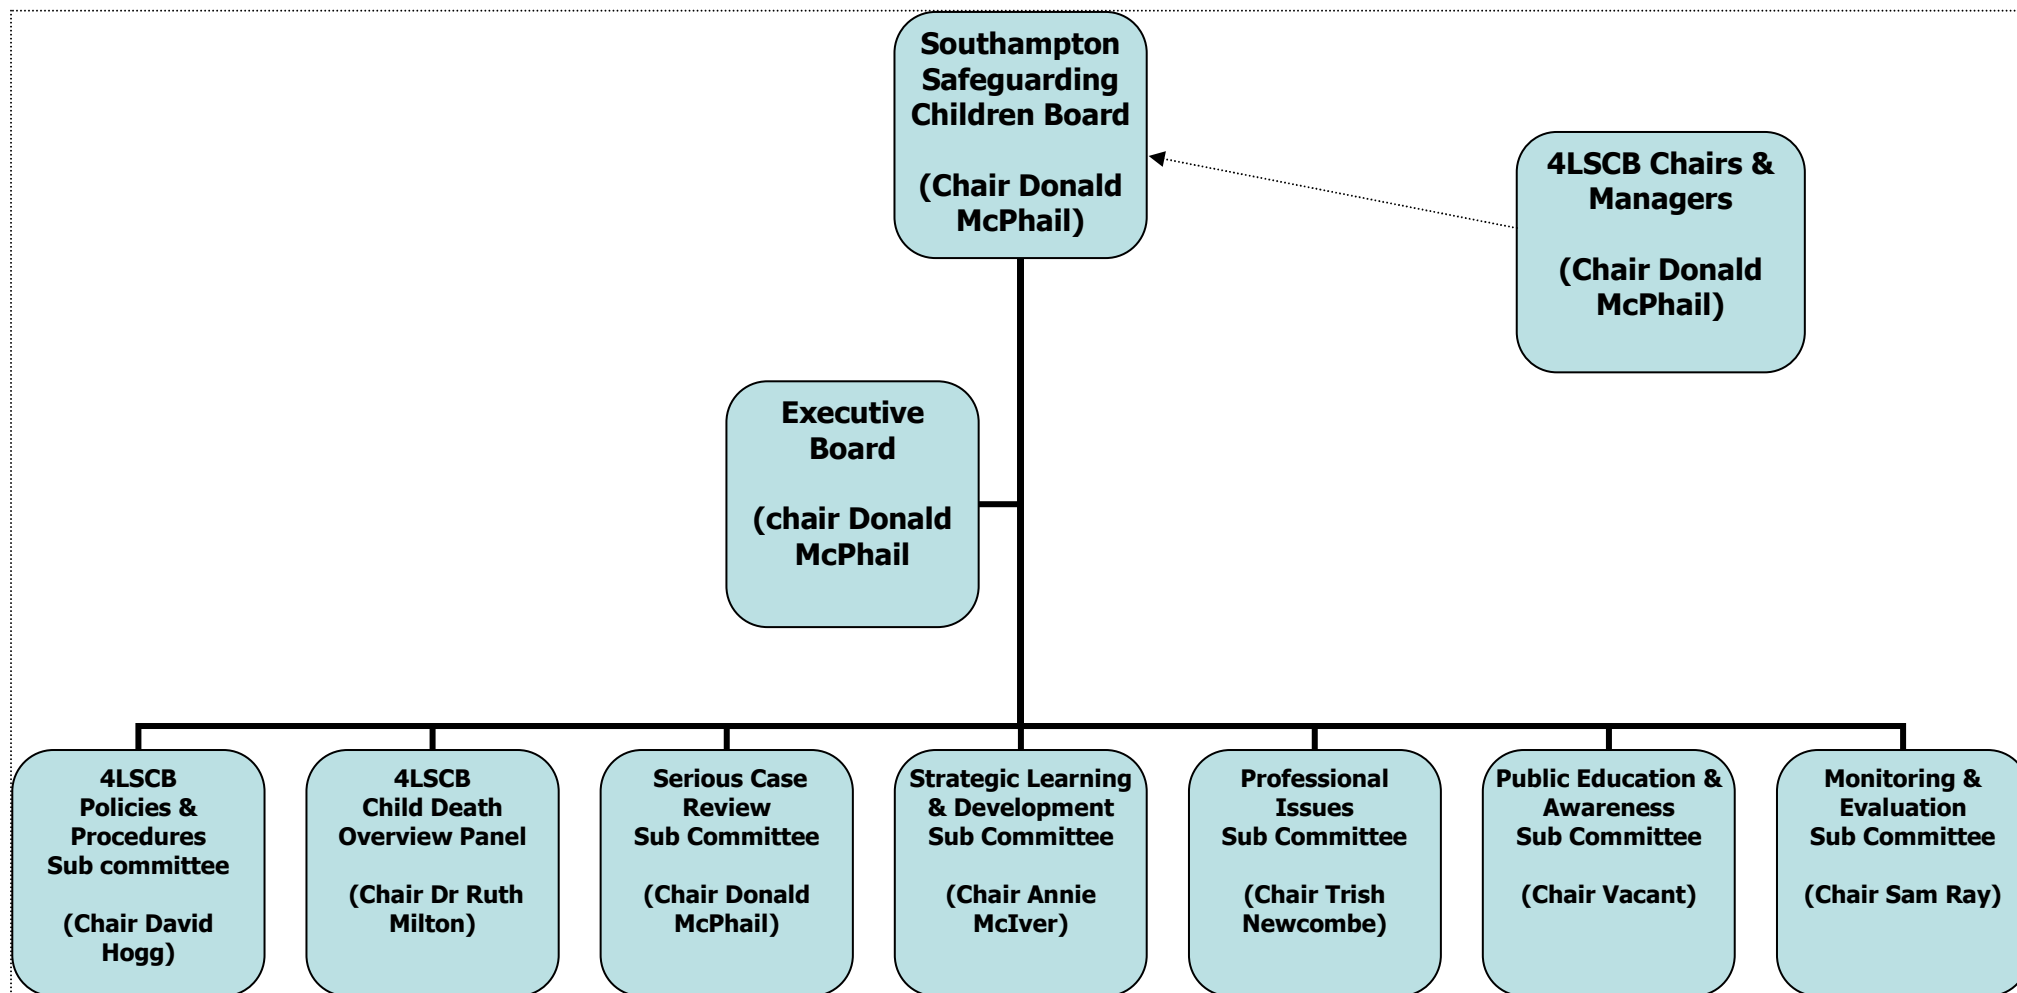 Southampton
Safeguarding
Children Board
(Chair Donald
McPhail)
4LSCB Chairs &
Managers
(Chair Donald
McPhail)
Executive
Board
(chair Donald
McPhail
4LSCB
Policies &
Procedures
Sub committee
(Chair David
Hogg)
4LSCB
Child Death
Overview Panel
(Chair Dr Ruth
Milton)
Serious Case
Review
Sub Committee
(Chair Donald
McPhail)
Strategic Learning
& Development
Sub Committee
(Chair Annie
McIver)
Professional
Issues
Sub Committee
(Chair Trish
Newcombe)
Public Education &
Awareness
Sub Committee
(Chair Vacant)
Monitoring &
Evaluation
Sub Committee
(Chair Sam Ray)